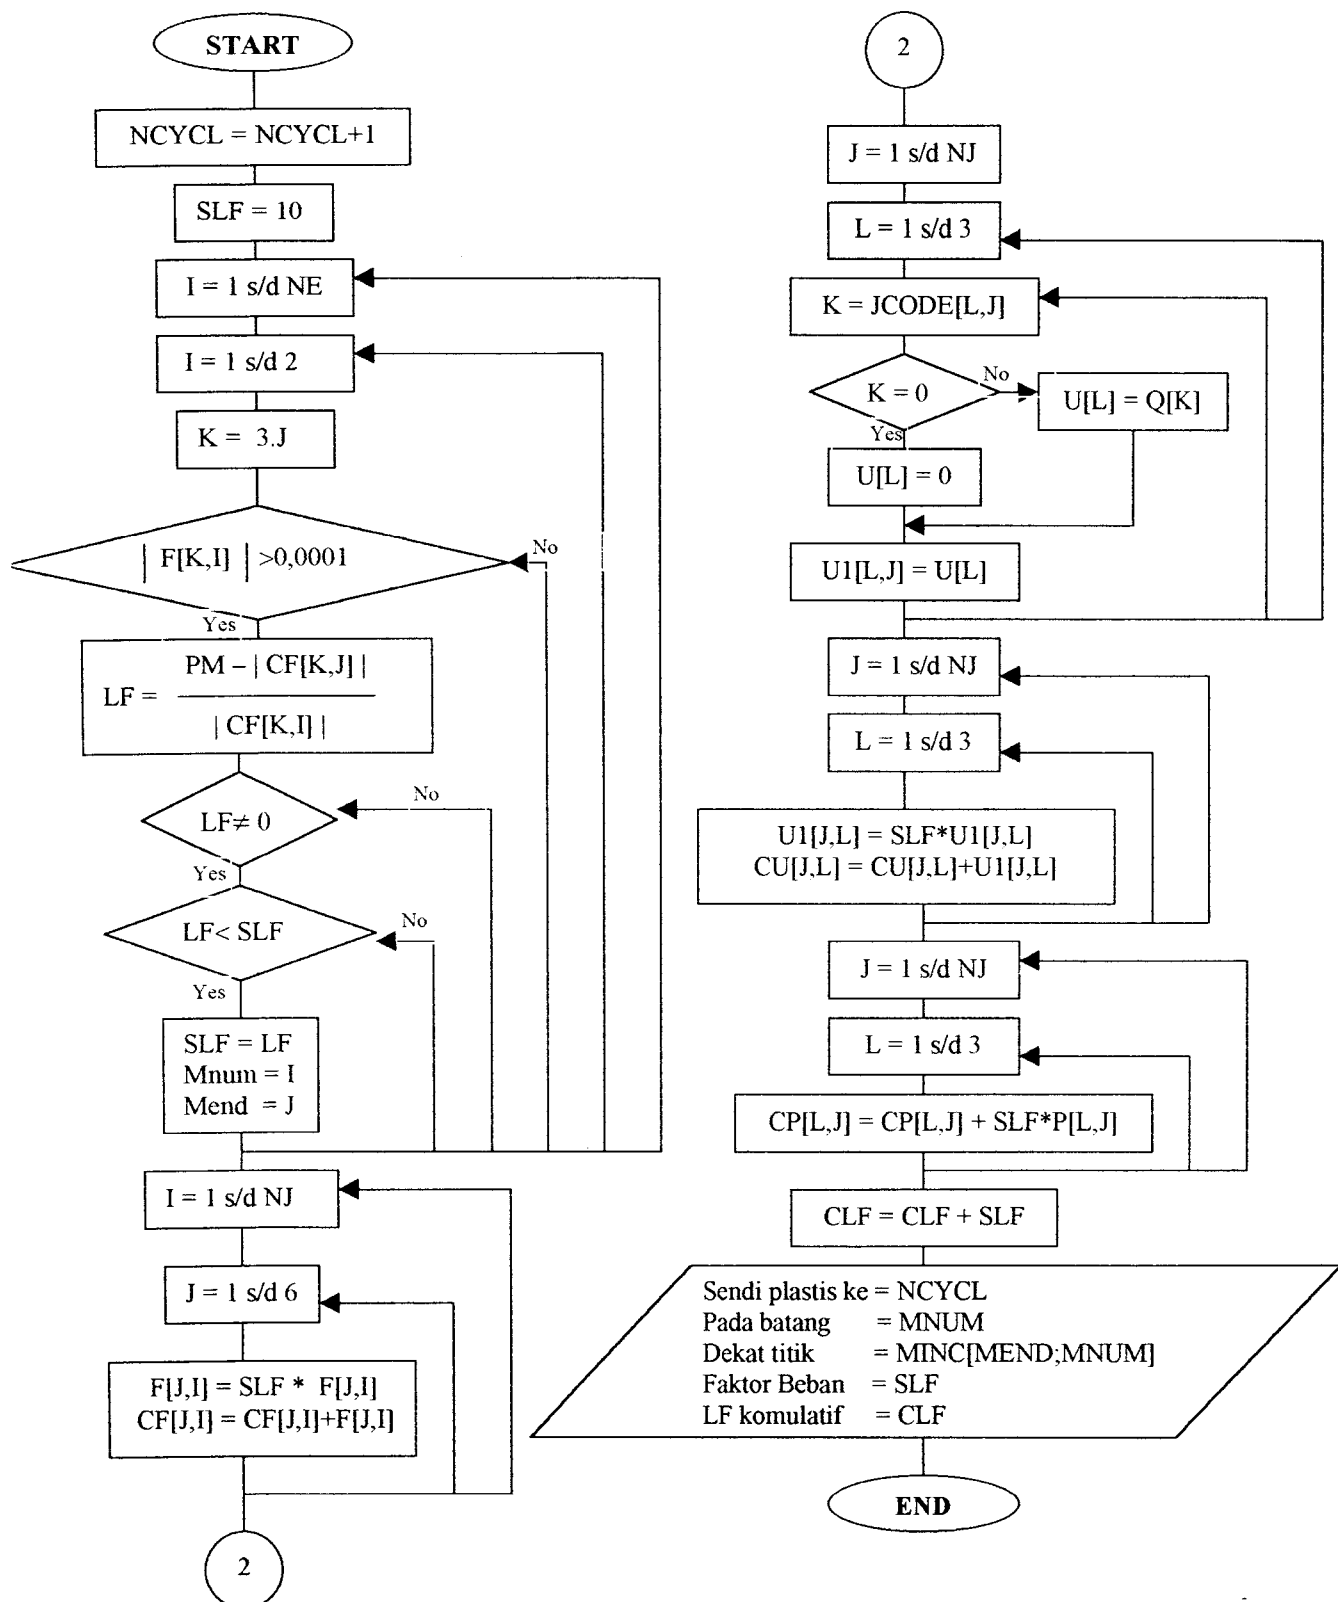 START
NCYCL = NCYCL+1
SLF = 10
I = 1 s/d NE
I = 1 s/d 2
K = 3.J
| F[K,I] | >0,0001
No
Yes
LF = PM – | CF[K,J] |
| CF[K,I] |
LF≠ 0
No
Yes
LF< SLF
No
Yes
SLF = LF
Mnum = I
Mend = J
I = 1 s/d NJ
J = 1 s/d 6
F[J,I] = SLF * F[J,I]
CF[J,I] = CF[J,I]+F[J,I]
2
2
J = 1 s/d NJ
L = 1 s/d 3
K = JCODE[L,J]
K = 0
No
U[L] = Q[K]
Yes
U[L] = 0
U1[L,J] = U[L]
J = 1 s/d NJ
L = 1 s/d 3
U1[J,L] = SLF*U1[J,L]
CU[J,L] = CU[J,L]+U1[J,L]
J = 1 s/d NJ
L = 1 s/d 3
CP[L,J] = CP[L,J] + SLF*P[L,J]
CLF = CLF + SLF
Sendi plastis ke = NCYCL
Pada batang = MNUM
Dekat titik = MINC[MEND;MNUM]
Faktor Beban = SLF
LF komulatif = CLF
END